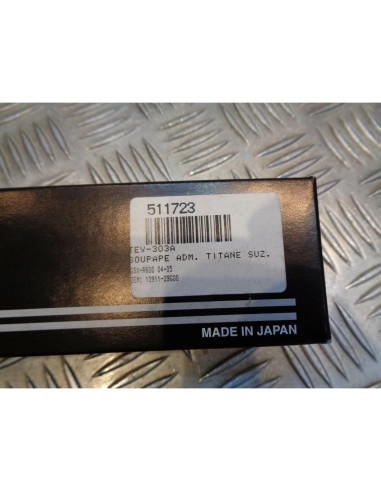 511723
TEV-303A
SOUPAPE ADM. TITANE SUZ.
GSX-R600 04-05
OEM: 12911-29G00
MADE IN JAPAN